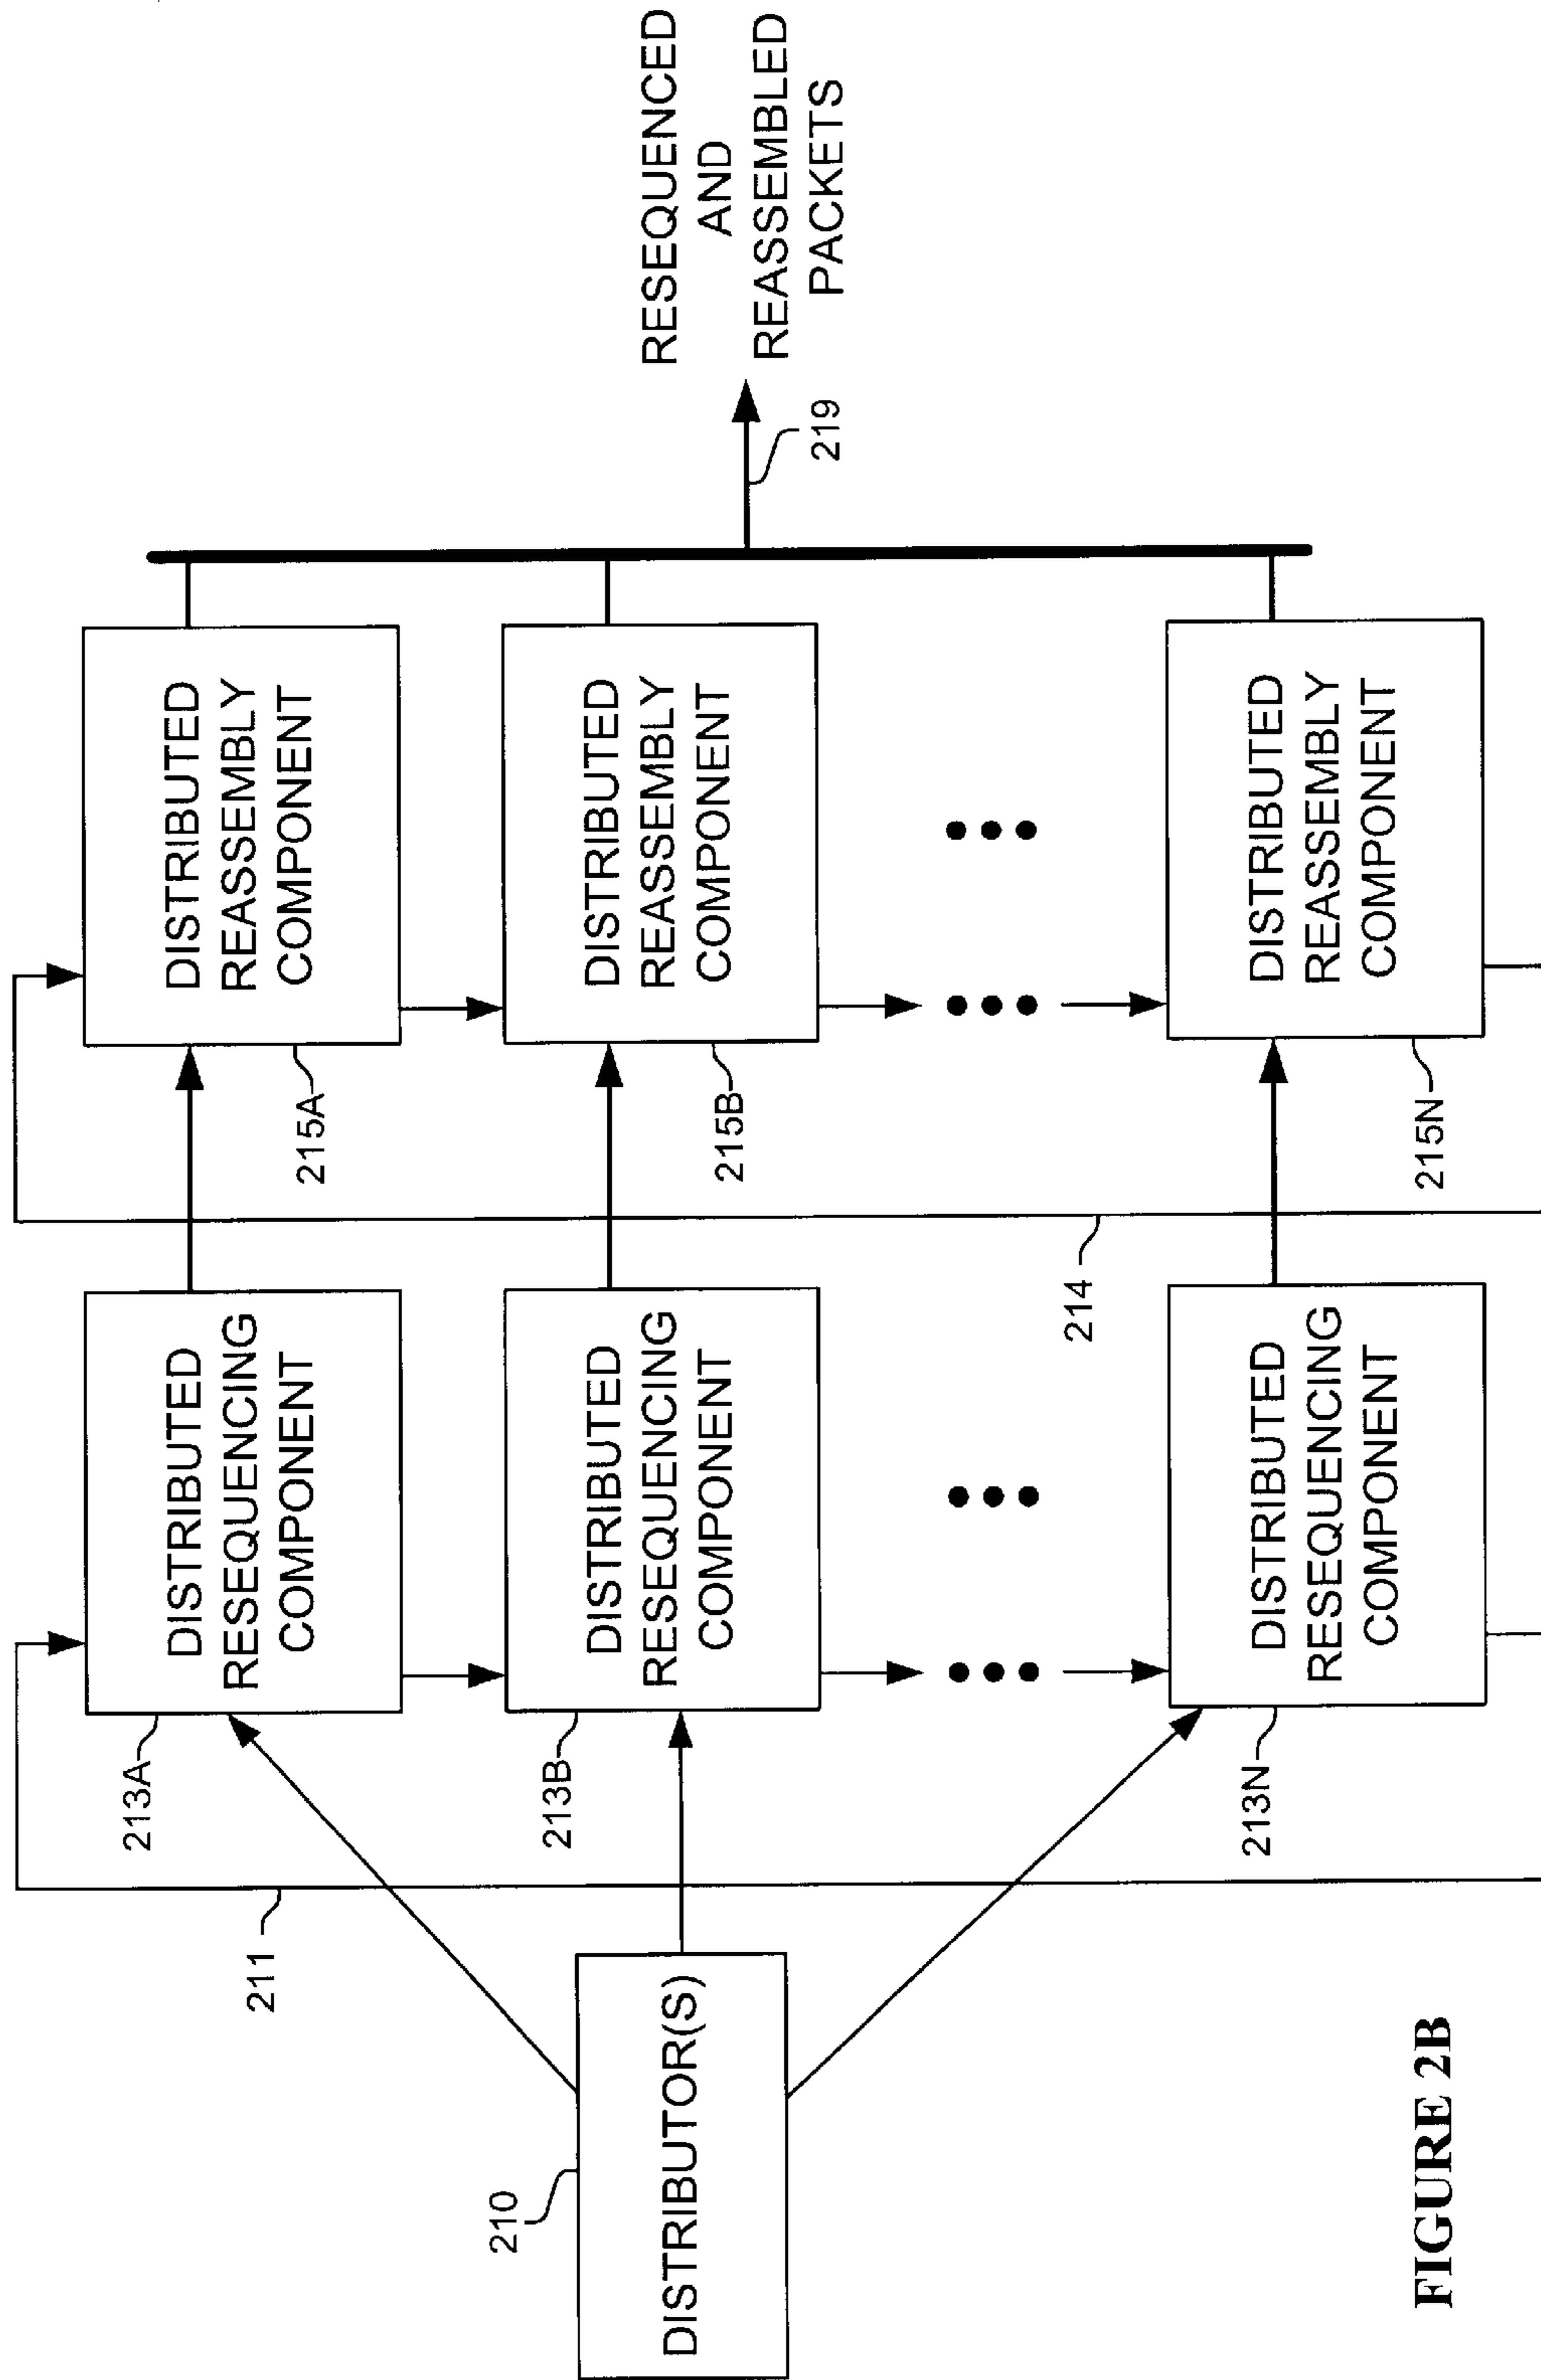 210
DISTRIBUTOR(S)
211
213A
DISTRIBUTED
RESEQUENCING
COMPONENT
213B
DISTRIBUTED
RESEQUENCING
COMPONENT
213N
DISTRIBUTED
RESEQUENCING
COMPONENT
214
215A
DISTRIBUTED
REASSEMBLY
COMPONENT
215B
DISTRIBUTED
REASSEMBLY
COMPONENT
215N
DISTRIBUTED
REASSEMBLY
COMPONENT
219
RESEQUENCED
AND
REASSEMBLED
PACKETS
FIGURE 2B